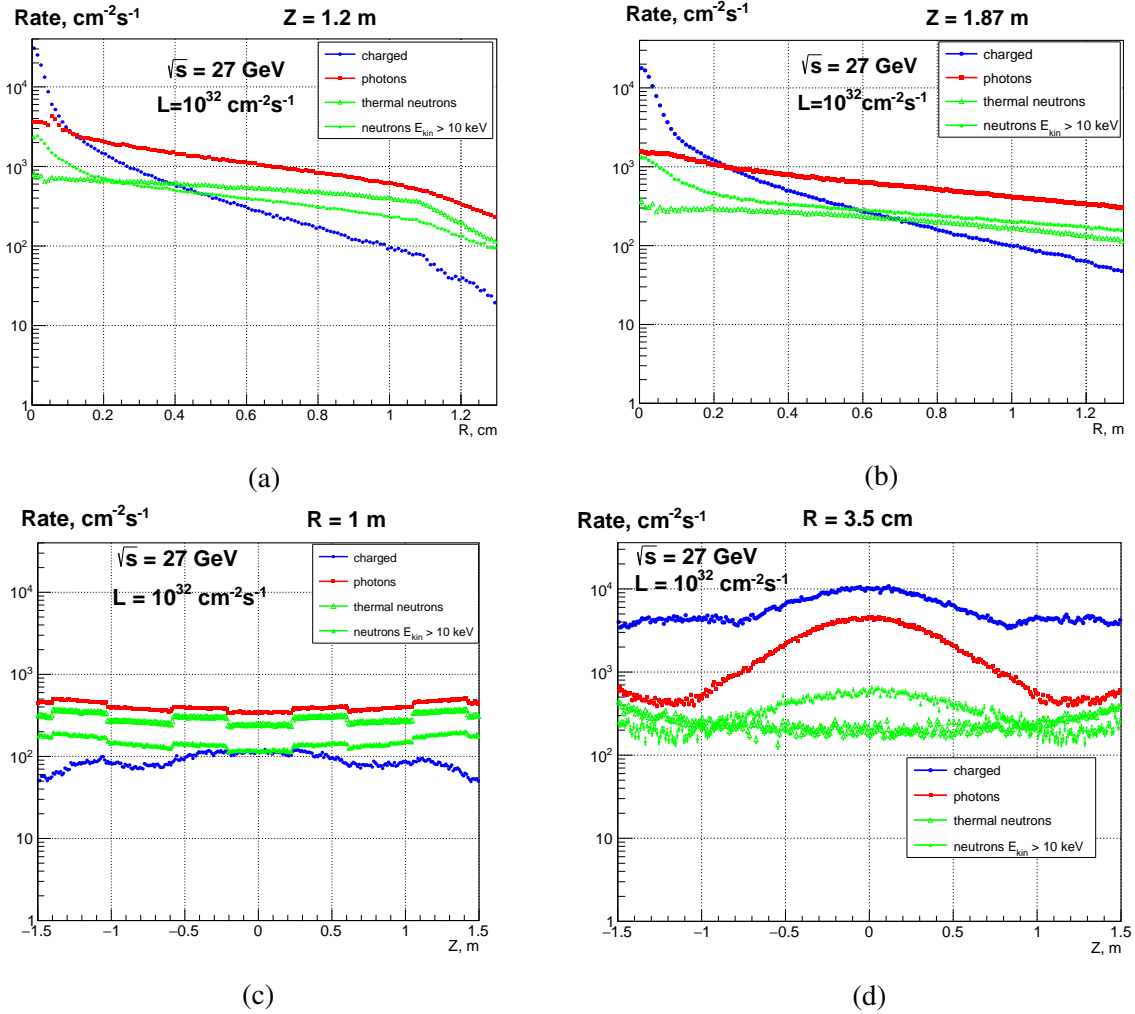 Rate, cm⁻²s⁻¹ Z = 1.2 m
√s = 27 GeV
L=10³² cm⁻²s⁻¹
charged
photons
thermal neutrons
neutrons E_kin > 10 keV
10⁴
10³
10²
10
1
0 0.2 0.4 0.6 0.8 1 1.2
R, cm
(a)
Rate, cm⁻²s⁻¹ Z = 1.87 m
√s = 27 GeV
L=10³² cm⁻²s⁻¹
charged
photons
thermal neutrons
neutrons E_kin > 10 keV
10⁴
10³
10²
10
1
0 0.2 0.4 0.6 0.8 1 1.2
R, m
(b)
Rate, cm⁻²s⁻¹ R = 1 m
√s = 27 GeV
L = 10³² cm⁻²s⁻¹
charged
photons
thermal neutrons
neutrons E_kin > 10 keV
10⁴
10³
10²
10
1
−1.5 −1 −0.5 0 0.5 1 1.5
Z, m
(c)
Rate, cm⁻²s⁻¹ R = 3.5 cm
√s = 27 GeV
L = 10³² cm⁻²s⁻¹
10⁴
10³
10²
10
1
charged
photons
thermal neutrons
neutrons E_kin > 10 keV
−1.5 −1 −0.5 0 0.5 1 1.5
Z, m
(d)